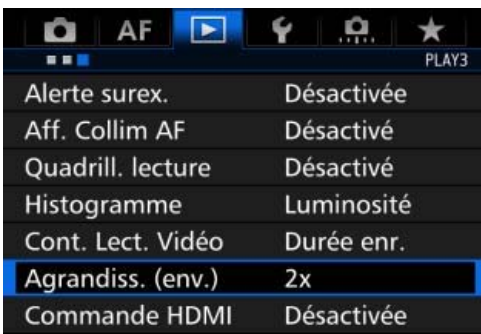 AF
PLAY3
Alerte surex. Désactivée
Aff. Collim AF Désactivé
Quadrill. lecture Désactivé
Histogramme Luminosité
Cont. Lect. Vidéo Durée enr.
Agrandiss. (env.) 2x
Commande HDMI Désactivée